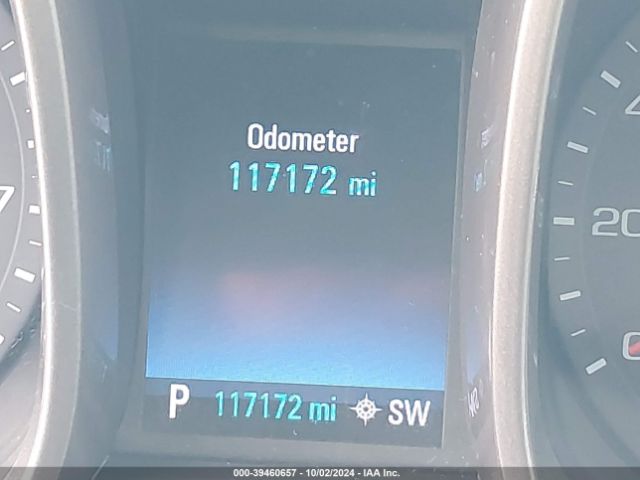 Odometer
117172 mi
20
P 117172 mi SW
000-39460657 - 10/02/2024 - IAA Inc.